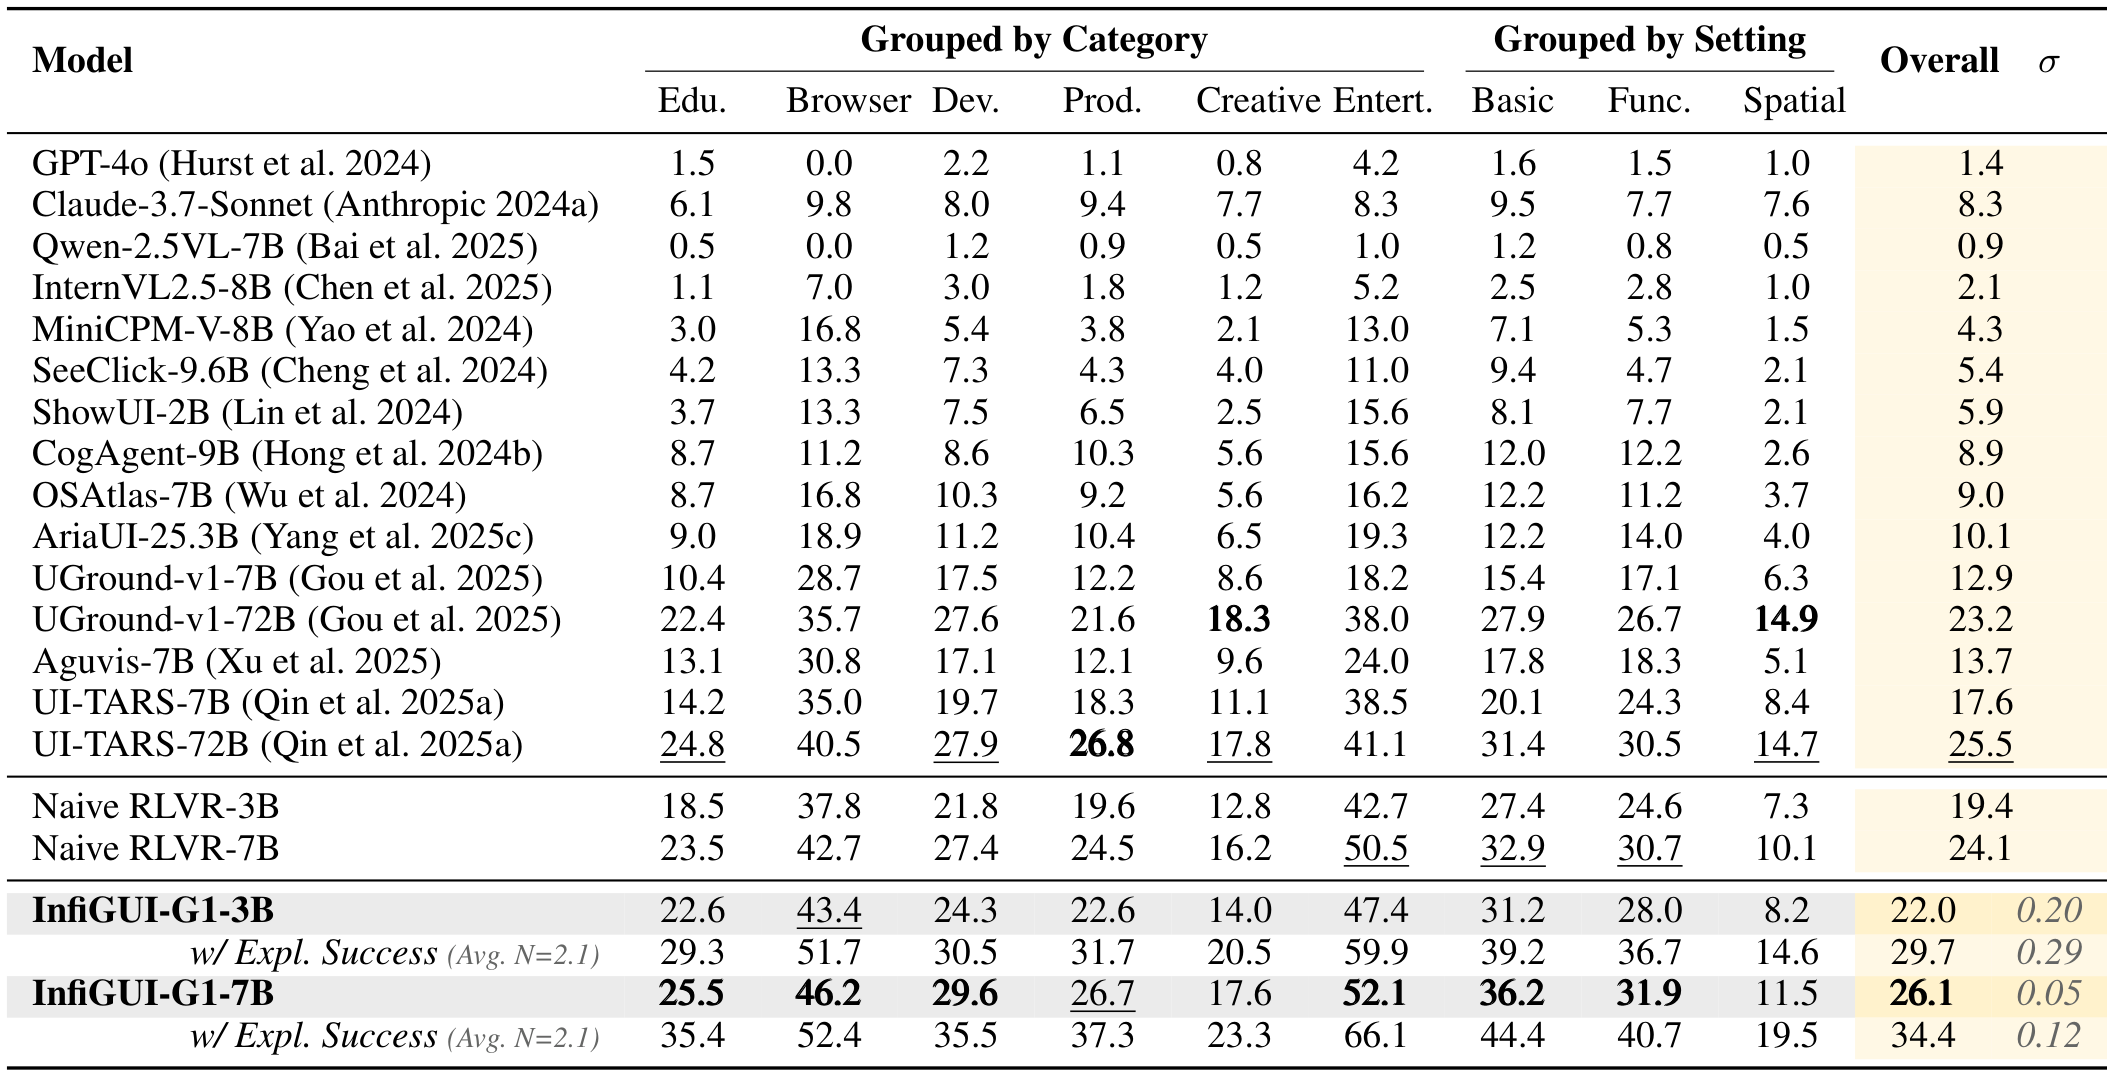 Model Grouped by Category Grouped by Setting Overall σ
Edu. Browser Dev. Prod. Creative Entert. Basic Func. Spatial
GPT-4o (Hurst et al. 2024) 1.5 0.0 2.2 1.1 0.8 4.2 1.6 1.5 1.0 1.4
Claude-3.7-Sonnet (Anthropic 2024a) 6.1 9.8 8.0 9.4 7.7 8.3 9.5 7.7 7.6 8.3
Qwen-2.5VL-7B (Bai et al. 2025) 0.5 0.0 1.2 0.9 0.5 1.0 1.2 0.8 0.5 0.9
InternVL2.5-8B (Chen et al. 2025) 1.1 7.0 3.0 1.8 1.2 5.2 2.5 2.8 1.0 2.1
MiniCPM-V-8B (Yao et al. 2024) 3.0 16.8 5.4 3.8 2.1 13.0 7.1 5.3 1.5 4.3
SeeClick-9.6B (Cheng et al. 2024) 4.2 13.3 7.3 4.3 4.0 11.0 9.4 4.7 2.1 5.4
ShowUI-2B (Lin et al. 2024) 3.7 13.3 7.5 6.5 2.5 15.6 8.1 7.7 2.1 5.9
CogAgent-9B (Hong et al. 2024b) 8.7 11.2 8.6 10.3 5.6 15.6 12.0 12.2 2.6 8.9
OSAtlas-7B (Wu et al. 2024) 8.7 16.8 10.3 9.2 5.6 16.2 12.2 11.2 3.7 9.0
AriaUI-25.3B (Yang et al. 2025c) 9.0 18.9 11.2 10.4 6.5 19.3 12.2 14.0 4.0 10.1
UGround-v1-7B (Gou et al. 2025) 10.4 28.7 17.5 12.2 8.6 18.2 15.4 17.1 6.3 12.9
UGround-v1-72B (Gou et al. 2025) 22.4 35.7 27.6 21.6 18.3 38.0 27.9 26.7 14.9 23.2
Aguvis-7B (Xu et al. 2025) 13.1 30.8 17.1 12.1 9.6 24.0 17.8 18.3 5.1 13.7
UI-TARS-7B (Qin et al. 2025a) 14.2 35.0 19.7 18.3 11.1 38.5 20.1 24.3 8.4 17.6
UI-TARS-72B (Qin et al. 2025a) 24.8 40.5 27.9 26.8 17.8 41.1 31.4 30.5 14.7 25.5
Naive RLVR-3B 18.5 37.8 21.8 19.6 12.8 42.7 27.4 24.6 7.3 19.4
Naive RLVR-7B 23.5 42.7 27.4 24.5 16.2 50.5 32.9 30.7 10.1 24.1
InfiGUI-G1-3B 22.6 43.4 24.3 22.6 14.0 47.4 31.2 28.0 8.2 22.0 0.20
w/ Expl. Success (Avg. N=2.1) 29.3 51.7 30.5 31.7 20.5 59.9 39.2 36.7 14.6 29.7 0.29
InfiGUI-G1-7B 25.5 46.2 29.6 26.7 17.6 52.1 36.2 31.9 11.5 26.1 0.05
w/ Expl. Success (Avg. N=2.1) 35.4 52.4 35.5 37.3 23.3 66.1 44.4 40.7 19.5 34.4 0.12